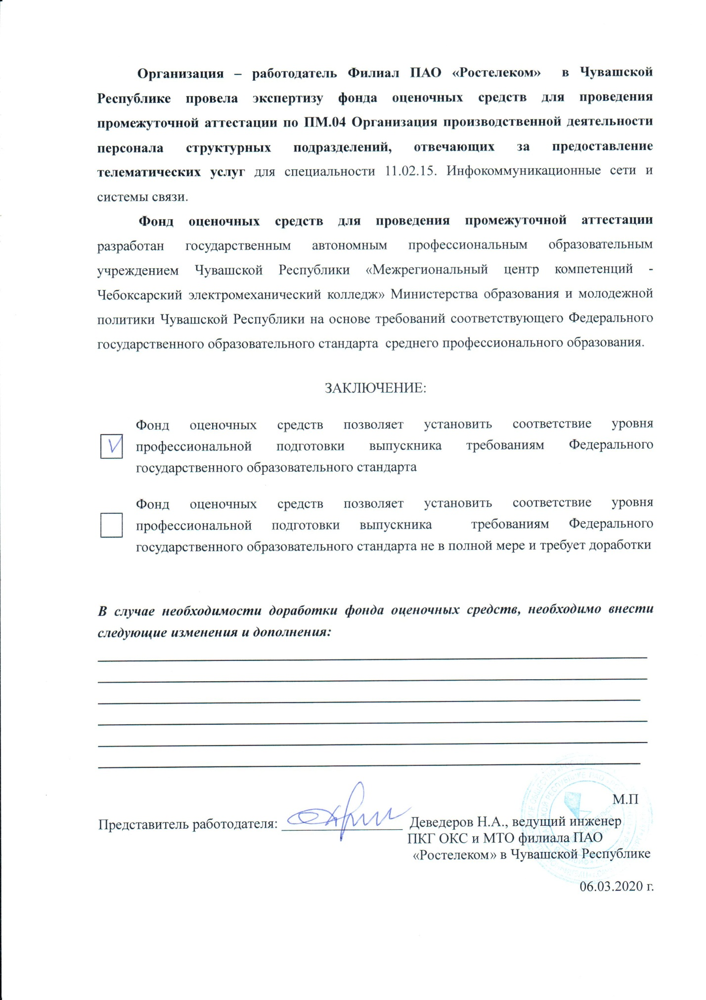 Организация – работодатель Филиал ПАО «Ростелеком» в Чувашской
Республике провела экспертизу фонда оценочных средств для проведения
промежуточной аттестации по ПМ.04 Организация производственной деятельности
персонала структурных подразделений, отвечающих за предоставление
телематических услуг для специальности 11.02.15. Инфокоммуникационные сети и
системы связи.
Фонд оценочных средств для проведения промежуточной аттестации
разработан государственным автономным профессиональным образовательным
учреждением Чувашской Республики «Межрегиональный центр компетенций -
Чебоксарский электромеханический колледж» Министерства образования и молодежной
политики Чувашской Республики на основе требований соответствующего Федерального
государственного образовательного стандарта среднего профессионального образования.
ЗАКЛЮЧЕНИЕ:
Фонд оценочных средств позволяет установить соответствие уровня
профессиональной подготовки выпускника требованиям Федерального
государственного образовательного стандарта
Фонд оценочных средств позволяет установить соответствие уровня
профессиональной подготовки выпускника требованиям Федерального
государственного образовательного стандарта не в полной мере и требует доработки
В случае необходимости доработки фонда оценочных средств, необходимо внести
следующие изменения и дополнения:
М.П
Представитель работодателя: Деведеров Н.А., ведущий инженер
ПКГ ОКС и МТО филиала ПАО
«Ростелеком» в Чувашской Республике
06.03.2020 г.